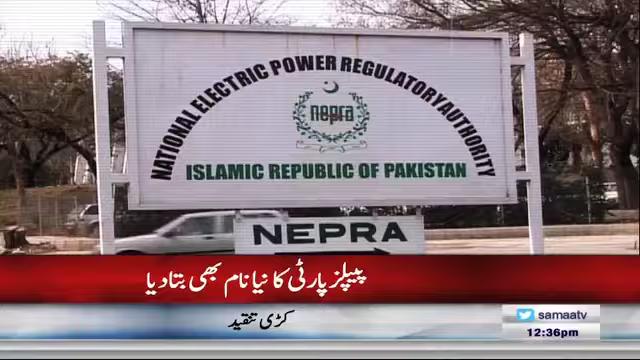 NATIONAL ELECTRIC POWER REGULATORY AUTHORITY
nepra
ISLAMIC REPUBLIC OF PAKISTAN
NEPRA
پیپلز پارٹی کا نیا نام بھی بتا دیا
کڑی تنقید
samaatv
12:36pm